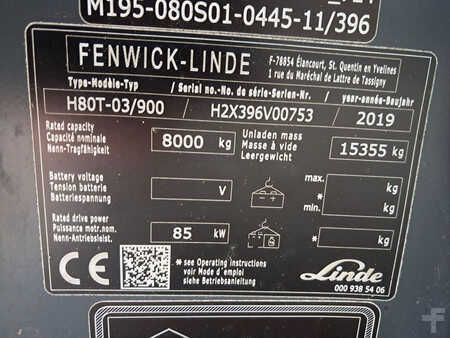 M195-080S01-0445-11/396
FENWICK-LINDE
F-78854 Élancourt, St. Quentin en Yvelines
1 rue du Maréchal de Lattre de Tassigny
Type-Modèle-Typ / Serial no.-No. de série-Serien-Nr. / year-année-Baujahr
H80T-03/900 H2X396V00753 2019
Rated capacity
Capacité nominale
Nenn-Tragfähigkeit
8000 kg
Unladen mass
Masse à vide
Leergewicht
15355 kg
Battery voltage
Tension batterie
Batteriespannung
V
max. kg
* min. kg
Rated drive power
Puissance motr.nom.
Nenn-Antriebsleist.
85 kW
* kg
CE
* see Operating instructions
voir Mode d'emploi
siehe Betriebsanleitung
Linde
000 938 54 06
F